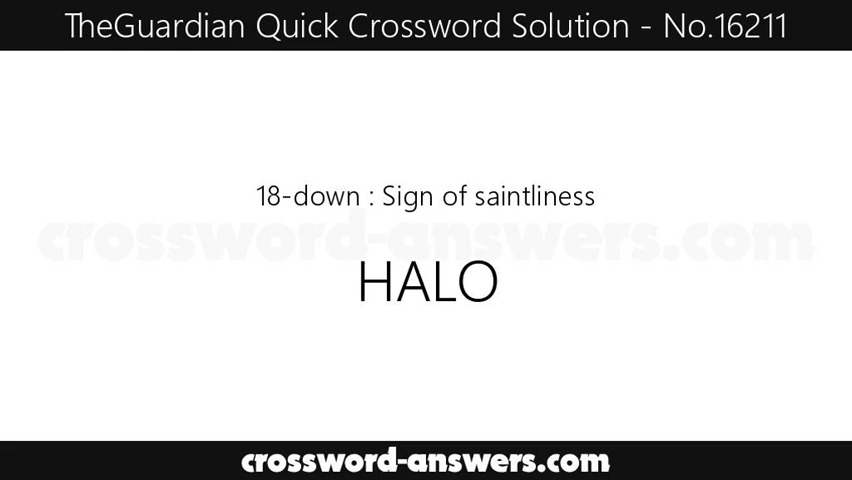 TheGuardian Quick Crossword Solution - No.16211
18-down : Sign of saintliness
crossword-answers.com
HALO
crossword-answers.com